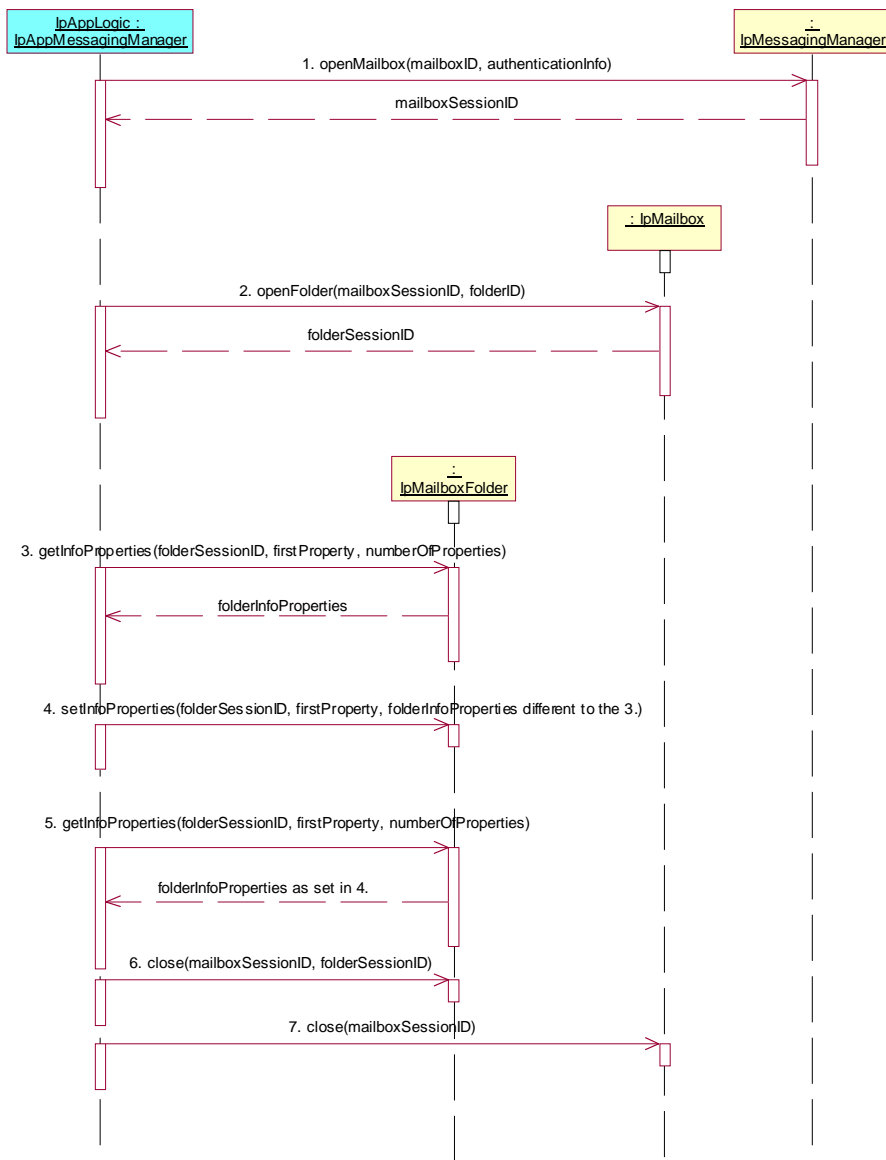 IpAppLogic :
IpAppMessagingManager
:
IpMessagingManager
1. openMailbox(mailboxID, authenticationInfo)
mailboxSessionID
: IpMailbox
2. openFolder(mailboxSessionID, folderID)
folderSessionID
:
IpMailboxFolder
3. getInfoProperties(folderSessionID, firstProperty, numberOfProperties)
folderInfoProperties
4. setInfoProperties(folderSessionID, firstProperty, folderInfoProperties different to the 3.)
5. getInfoProperties(folderSessionID, firstProperty, numberOfProperties)
folderInfoProperties as set in 4.
6. close(mailboxSessionID, folderSessionID)
7. close(mailboxSessionID)